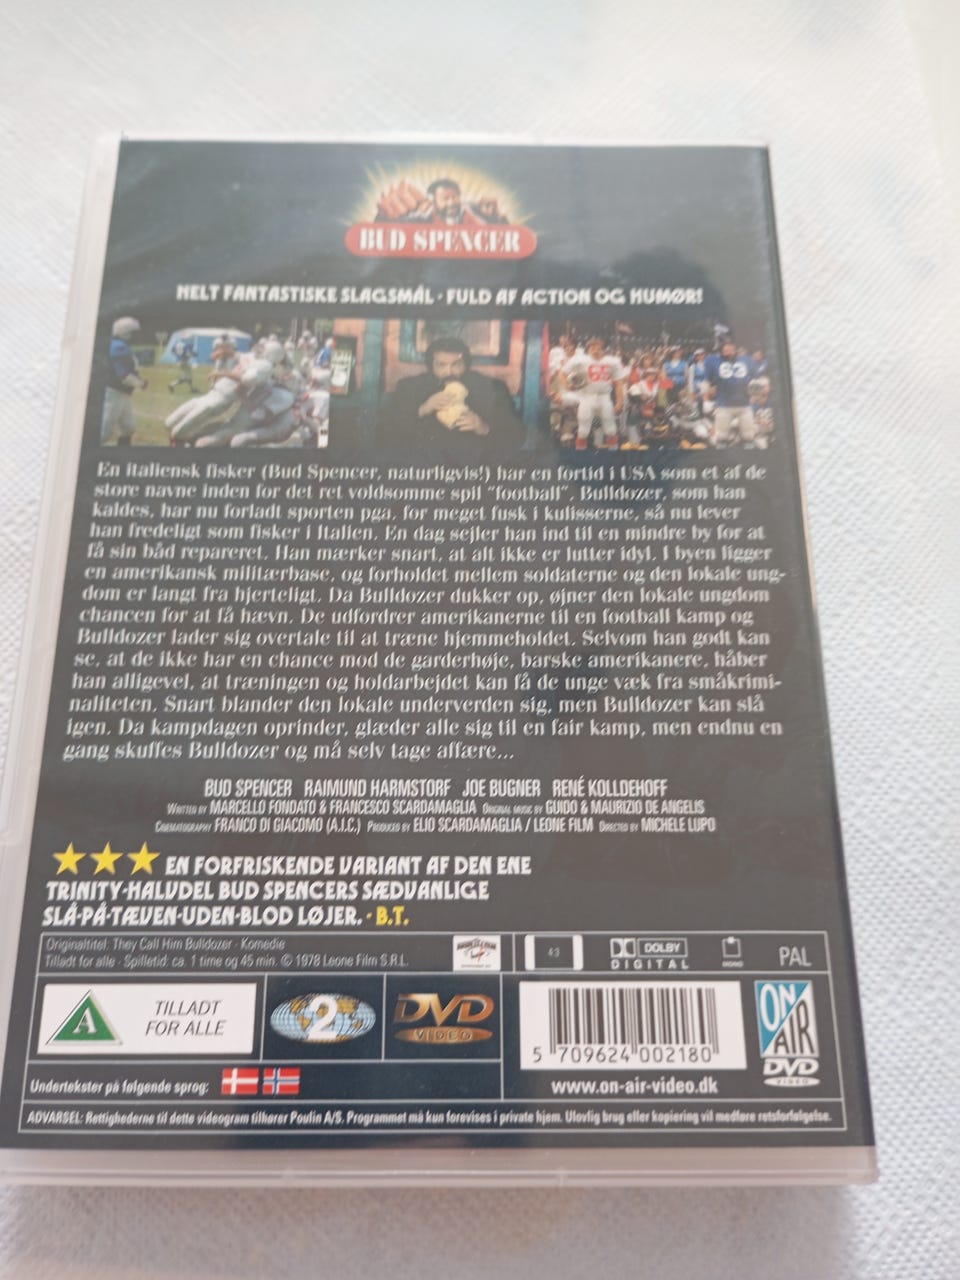 BUD SPENCER
HELT FANTASTISKE SLAGSMÅL · FULD AF ACTION OG HUMØR!
65
63
En italiensk fisker (Bud Spencer, naturligvis!) har en fortid i USA som et af de
store navne inden for det ret voldsomme spil "football". Bulldozer, som han
kaldes, har nu forladt sporten pga. for meget fusk i kulisserne, så nu lever
han fredeligt som fisker i Italien. En dag sejler han ind til en mindre by for at
få sin båd repareret. Han mærker snart, at alt ikke er lutter idyl. I byen ligger
en amerikansk militærbase, og forholdet mellem soldaterne og den lokale ung-
dom er langt fra hjerteligt. Da Bulldozer dukker op, øjner den lokale ungdom
chancen for at få hævn. De udfordrer amerikanerne til en football kamp og
Bulldozer lader sig overtale til at træne hjemmeholdet. Selvom han godt kan
se, at de ikke har en chance mod de garderhøje, barske amerikanere, håber
han alligevel, at træningen og holdarbejdet kan få de unge væk fra småkrimi-
naliteten. Snart blander den lokale underverden sig, men Bulldozer kan slå
igen. Da kampdagen oprinder, glæder alle sig til en fair kamp, men endnu en
gang skuffes Bulldozer og må selv tage affære...
BUD SPENCER RAIMUND HARMSTORF JOE BUGNER RENÉ KOLLDEHOFF
WRITTEN BY MARCELLO FONDATO & FRANCESCO SCARDAMAGLIA ORIGINAL MUSIC BY GUIDO & MAURIZIO DE ANGELIS
CINEMATOGRAPHY FRANCO DI GIACOMO (A.I.C.) PRODUCED BY ELIO SCARDAMAGLIA / LEONE FILM DIRECTED BY MICHELE LUPO
EN FORFRISKENDE VARIANT AF DEN ENE
TRINITY-HALVDEL BUD SPENCERS SÆDVANLIGE
SLÅ-PÅ-TÆVEN-UDEN-BLOD LØJER. · B.T.
Originaltitel: They Call Him Bulldozer · Komedie
Tilladt for alle · Spilletid: ca. 1 time og 45 min. © 1978 Leone Film S.R.L.
4:3
DOLBY
DIGITAL
MONO
PAL
A
TILLADT
FOR ALLE
2
DVD
VIDEO
5 709624 002180
www.on-air-video.dk
ON
AIR
DVD
VIDEO
Undertekster på følgende sprog:
ADVARSEL: Rettighederne til dette videogram tilhører Poulin A/S. Programmet må kun forevises i private hjem. Ulovlig brug eller kopiering vil medføre retsforfølgelse.